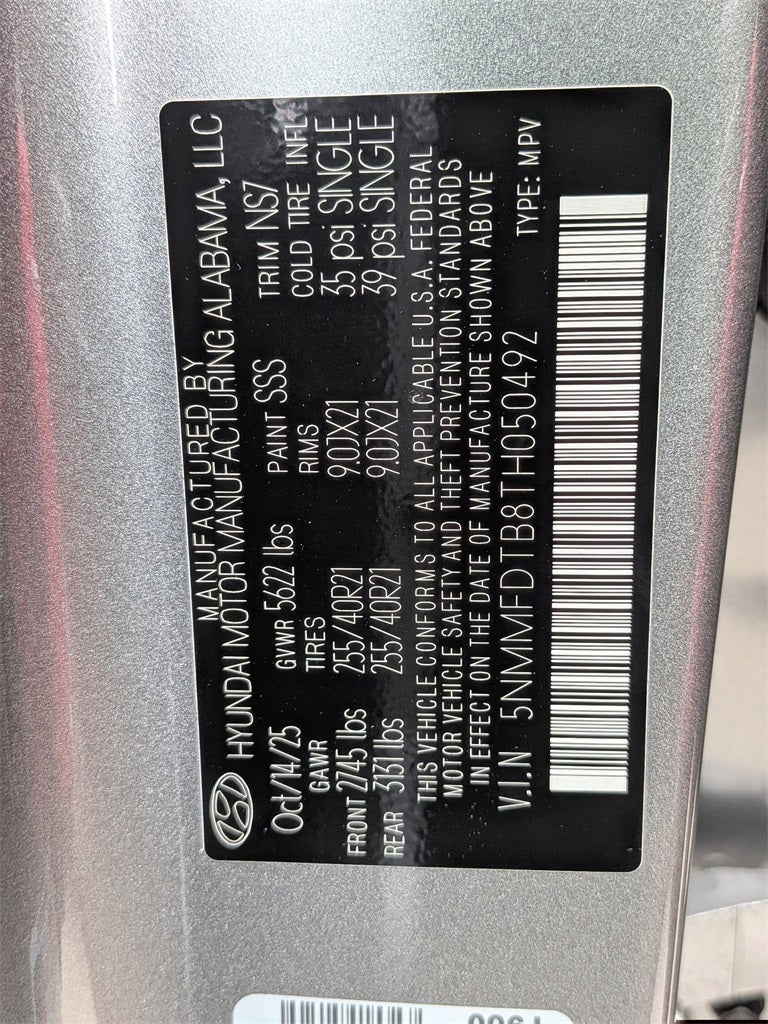 MANUFACTURED BY
HYUNDAI MOTOR MANUFACTURING ALABAMA, LLC
Oct/14/25 GVWR 5622 lbs PAINT SSS TRIM NS7
GAWR TIRES RIMS COLD TIRE INFL
FRONT 2745 lbs 255/40R21 9.0JX21 35 psi SINGLE
REAR 3131 lbs 255/40R21 9.0JX21 39 psi SINGLE
THIS VEHICLE CONFORMS TO ALL APPLICABLE U.S.A. FEDERAL
MOTOR VEHICLE SAFETY AND THEFT PREVENTION STANDARDS
IN EFFECT ON THE DATE OF MANUFACTURE SHOWN ABOVE
V.I.N 5NMMFDTB8TH050492 TYPE: MPV